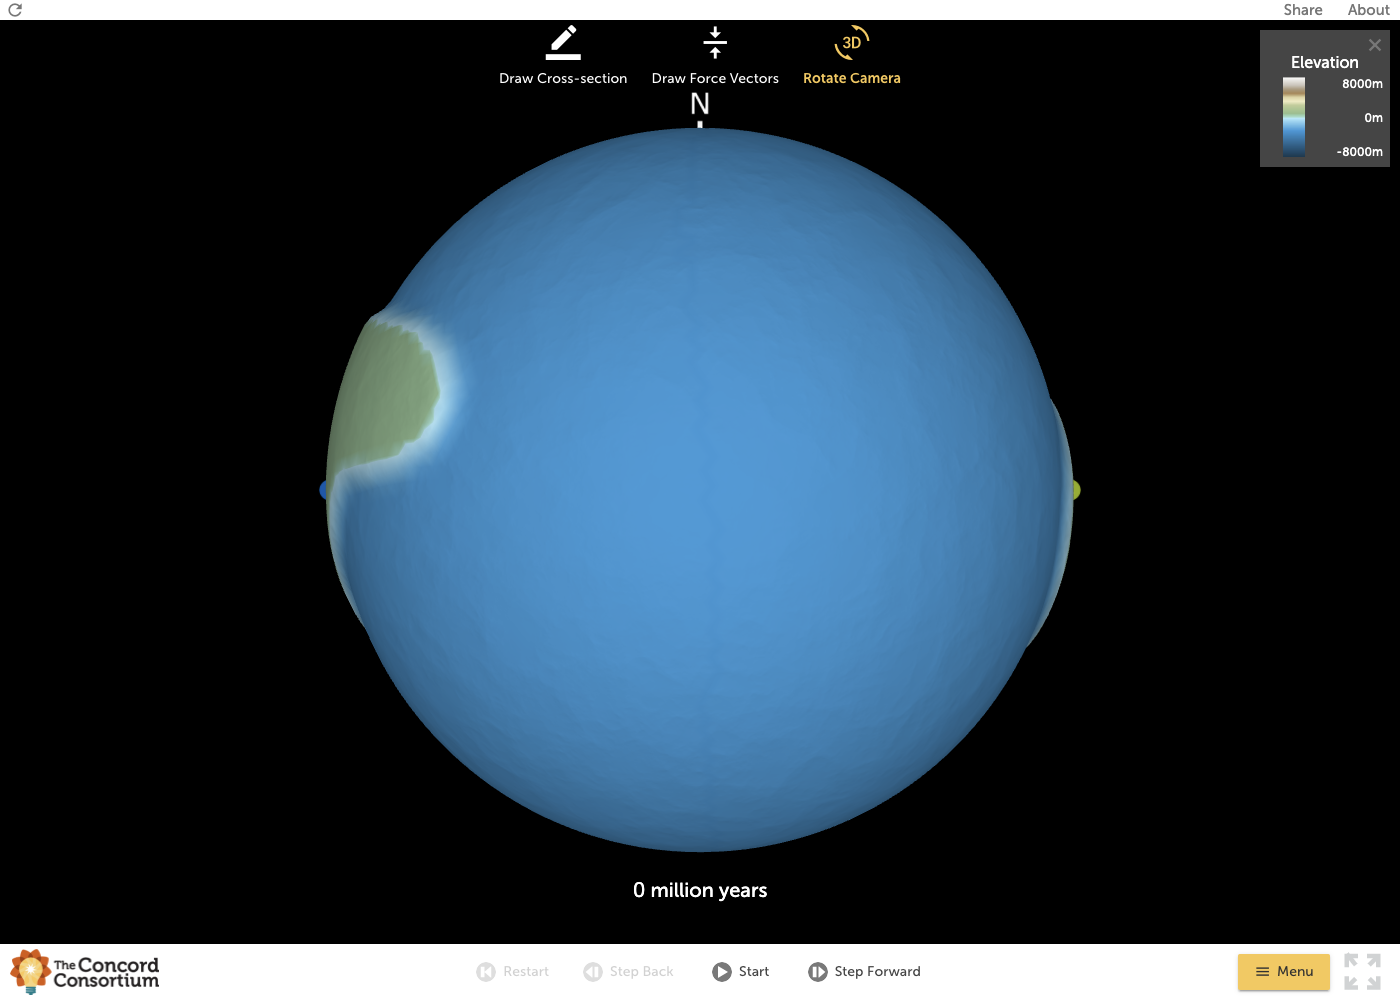 Share About
Draw Cross-section Draw Force Vectors 3D Rotate Camera
N
Elevation
8000m
0m
-8000m
0 million years
The Concord Consortium
Restart Step Back Start Step Forward Menu